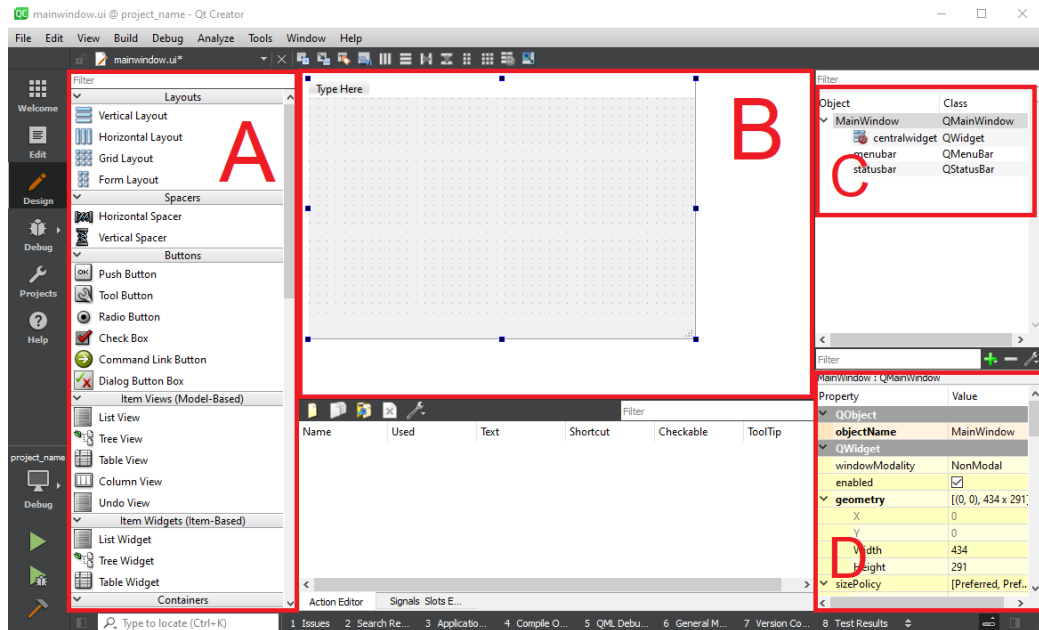 mainwindow.ui @ project_name - Qt Creator
File Edit View Build Debug Analyze Tools Window Help
mainwindow.ui*
Welcome
Edit
Design
Debug
Projects
Help
project_name
Debug
Filter
Layouts
Vertical Layout
Horizontal Layout
Grid Layout
Form Layout
Spacers
Horizontal Spacer
Vertical Spacer
Buttons
Push Button
Tool Button
Radio Button
Check Box
Command Link Button
Dialog Button Box
Item Views (Model-Based)
List View
Tree View
Table View
Column View
Undo View
Item Widgets (Item-Based)
List Widget
Tree Widget
Table Widget
Containers
A
Type Here
B
Filter
Name Used Text Shortcut Checkable ToolTip
Action Editor Signals Slots E...
Filter
Object Class
MainWindow QMainWindow
centralwidget QWidget
menubar QMenuBar
statusbar QStatusBar
C
Filter
MainWindow : QMainWindow
Property Value
QObject
objectName MainWindow
QWidget
windowModality NonModal
enabled
geometry [(0, 0), 434 x 291]
X 0
Y 0
Width 434
Height 291
sizePolicy [Preferred, Pref..
D
Type to locate (Ctrl+K) 1 Issues 2 Search Re... 3 Applicatio... 4 Compile O... 5 QML Debu... 6 General M... 7 Version Co... 8 Test Results